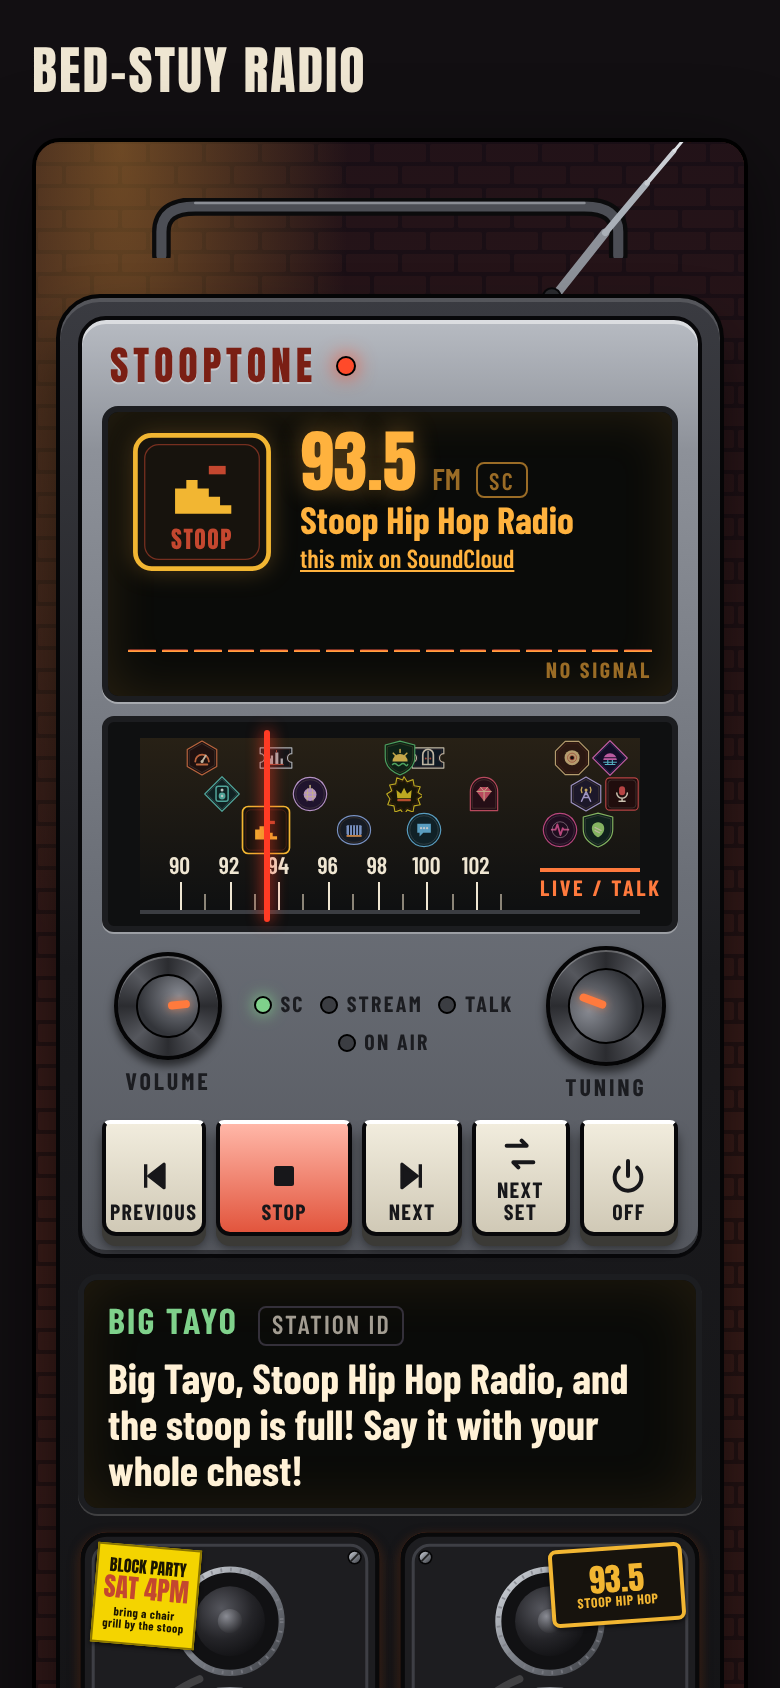 BED-STUY RADIO
STOOPTONE
STOOP
93.5 FM SC
Stoop Hip Hop Radio
this mix on SoundCloud
NO SIGNAL
90 92 94 96 98 100 102
LIVE / TALK
SC STREAM TALK
ON AIR
VOLUME
TUNING
PREVIOUS
STOP
NEXT
NEXT
SET
OFF
BIG TAYO STATION ID
Big Tayo, Stoop Hip Hop Radio, and
the stoop is full! Say it with your
whole chest!
BLOCK PARTY
SAT 4PM
bring a chair
grill by the stoop
93.5
STOOP HIP HOP